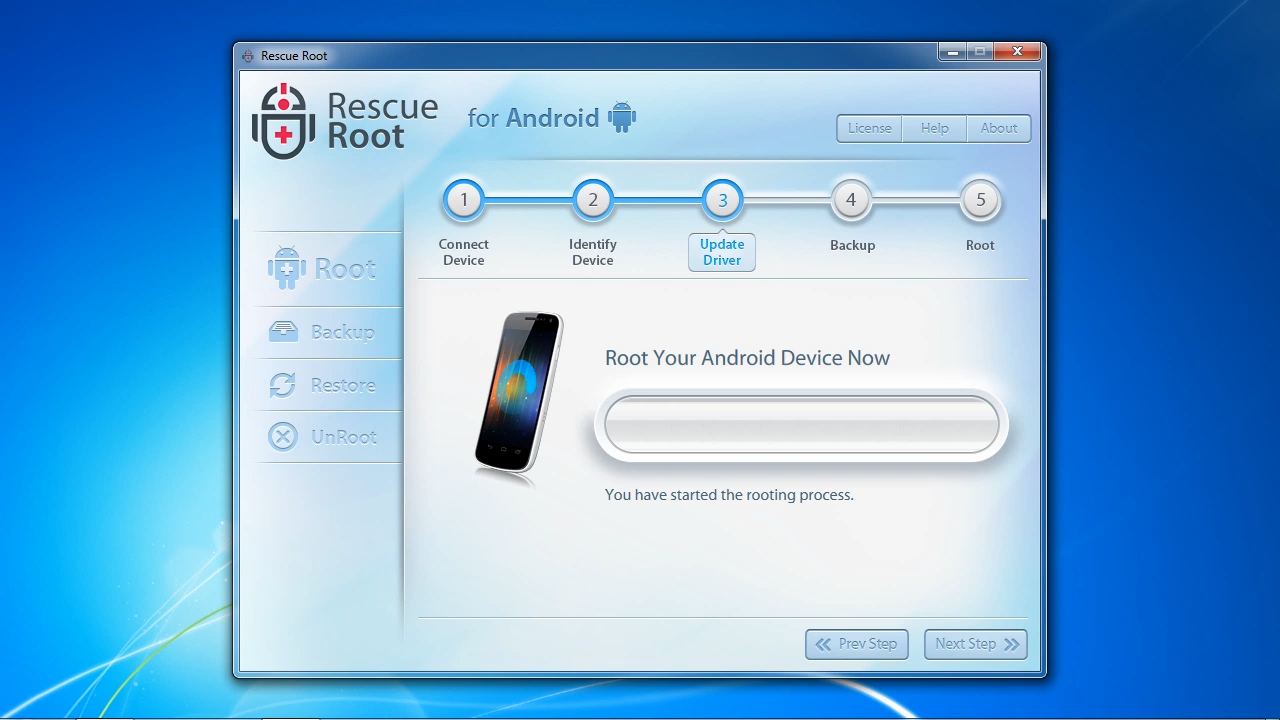 Rescue Root
Rescue
Root
for Android
License
Help
About
1
2
3
4
5
Connect
Device
Identify
Device
Update
Driver
Backup
Root
Root
Backup
Restore
UnRoot
Root Your Android Device Now
You have started the rooting process.
Prev Step
Next Step